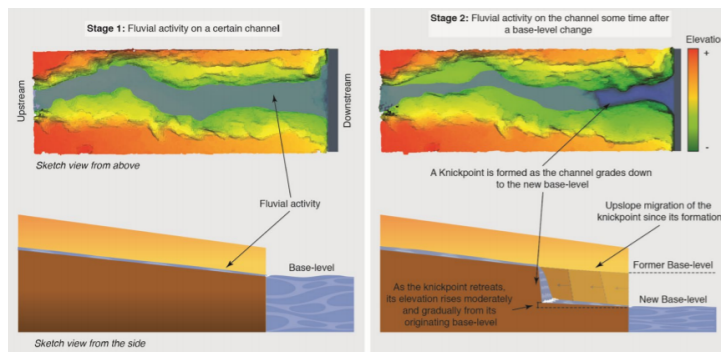 Stage 1: Fluvial activity on a certain channel
Upstream
Downstream
Sketch view from above
Fluvial activity
Base-level
Sketch view from the side
Stage 2: Fluvial activity on the channel some time after
a base-level change
Elevation
+
-
A Knickpoint is formed as the channel grades down
to the new base-level
Upslope migration of the
knickpoint since its formation
Former Base-level
As the knickpoint retreats,
its elevation rises moderately
and gradually from its
originating base-level
New Base-level